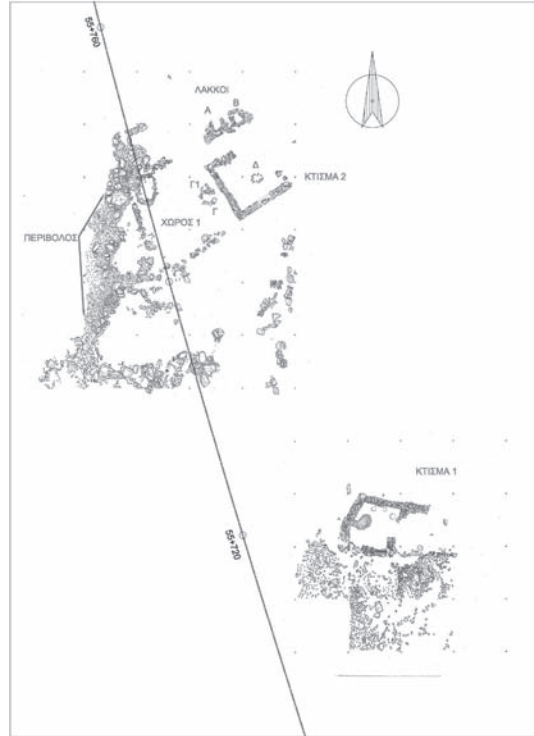 55+760
ΛΑΚΚΟΙ
Α
Β
Δ
ΚΤΙΣΜΑ 2
Γ1
Γ
ΧΩΡΟΣ 1
ΠΕΡΙΒΟΛΟΣ
ΚΤΙΣΜΑ 1
55+720